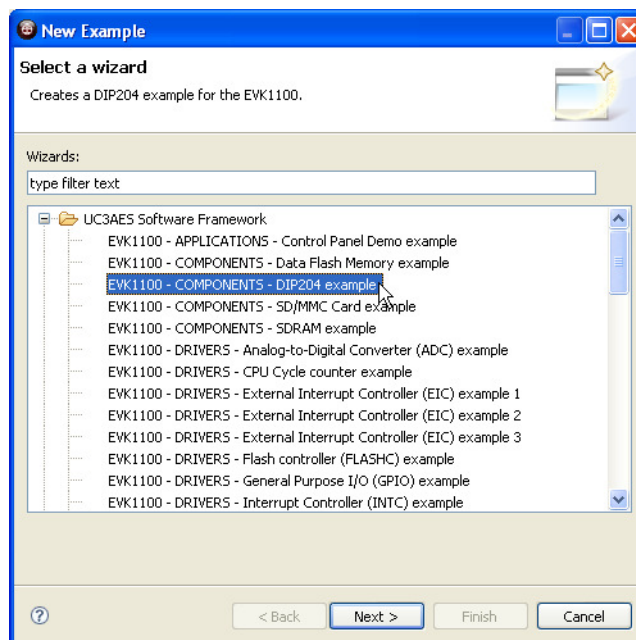 New Example
Select a wizard
Creates a DIP204 example for the EVK1100.
Wizards:
type filter text
UC3AES Software Framework
EVK1100 - APPLICATIONS - Control Panel Demo example
EVK1100 - COMPONENTS - Data Flash Memory example
EVK1100 - COMPONENTS - DIP204 example
EVK1100 - COMPONENTS - SD/MMC Card example
EVK1100 - COMPONENTS - SDRAM example
EVK1100 - DRIVERS - Analog-to-Digital Converter (ADC) example
EVK1100 - DRIVERS - CPU Cycle counter example
EVK1100 - DRIVERS - External Interrupt Controller (EIC) example 1
EVK1100 - DRIVERS - External Interrupt Controller (EIC) example 2
EVK1100 - DRIVERS - External Interrupt Controller (EIC) example 3
EVK1100 - DRIVERS - Flash controller (FLASHC) example
EVK1100 - DRIVERS - General Purpose I/O (GPIO) example
EVK1100 - DRIVERS - Interrupt Controller (INTC) example
? < Back Next > Finish Cancel